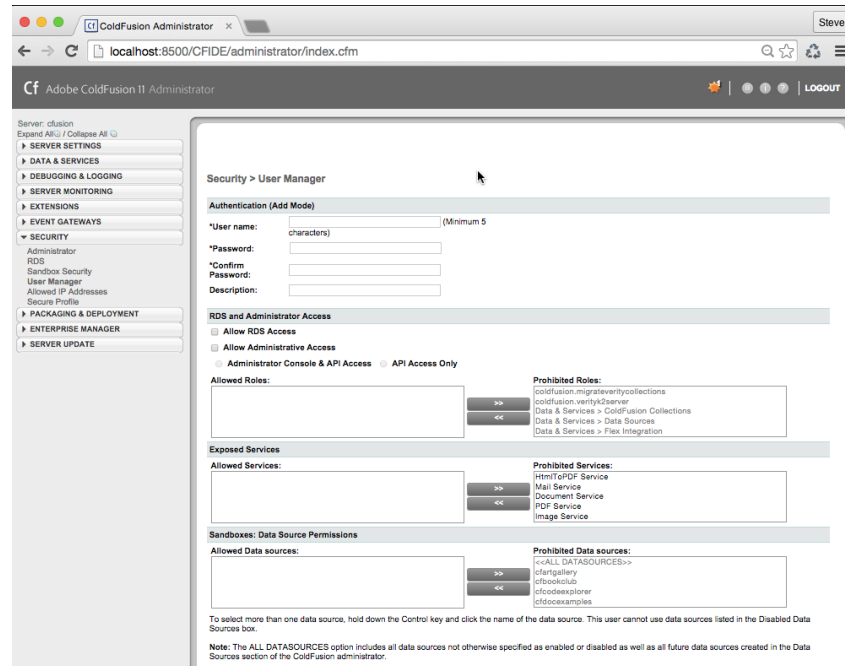 Steve
Cf ColdFusion Administ ×
localhost:8500/CFIDE/administrator/index.cfm
Cf Adobe ColdFusion 11 Administrator
LOGOUT
Server: cfusion
Expand All / Collapse All
SERVER SETTINGS
DATA & SERVICES
DEBUGGING & LOGGING
SERVER MONITORING
EXTENSIONS
EVENT GATEWAYS
SECURITY
Administrator
RDS
Sandbox Security
User Manager
Allowed IP Addresses
Secure Profile
PACKAGING & DEPLOYMENT
ENTERPRISE MANAGER
SERVER UPDATE
Security > User Manager
Authentication (Add Mode)
*User name: (Minimum 5
characters)
*Password:
*Confirm
Password:
Description:
RDS and Administrator Access
Allow RDS Access
Allow Administrative Access
Administrator Console & API Access API Access Only
Allowed Roles: Prohibited Roles:
coldfusion.migrateveritycollections
coldfusion.verityk2server
Data & Services > ColdFusion Collections
Data & Services > Data Sources
Data & Services > Flex Integration
>>
<<
Exposed Services
Allowed Services: Prohibited Services:
HtmlToPDF Service
Mail Service
Document Service
PDF Service
Image Service
>>
<<
Sandboxes: Data Source Permissions
Allowed Data sources: Prohibited Data sources:
<<ALL DATASOURCES>>
cfartgallery
cfbookclub
cfcodeexplorer
cfdocexamples
>>
<<
To select more than one data source, hold down the Control key and click the name of the data source. This user cannot use data sources listed in the Disabled Data
Sources box.
Note: The ALL DATASOURCES option includes all data sources not otherwise specified as enabled or disabled as well as all future data sources created in the Data
Sources section of the ColdFusion administrator.